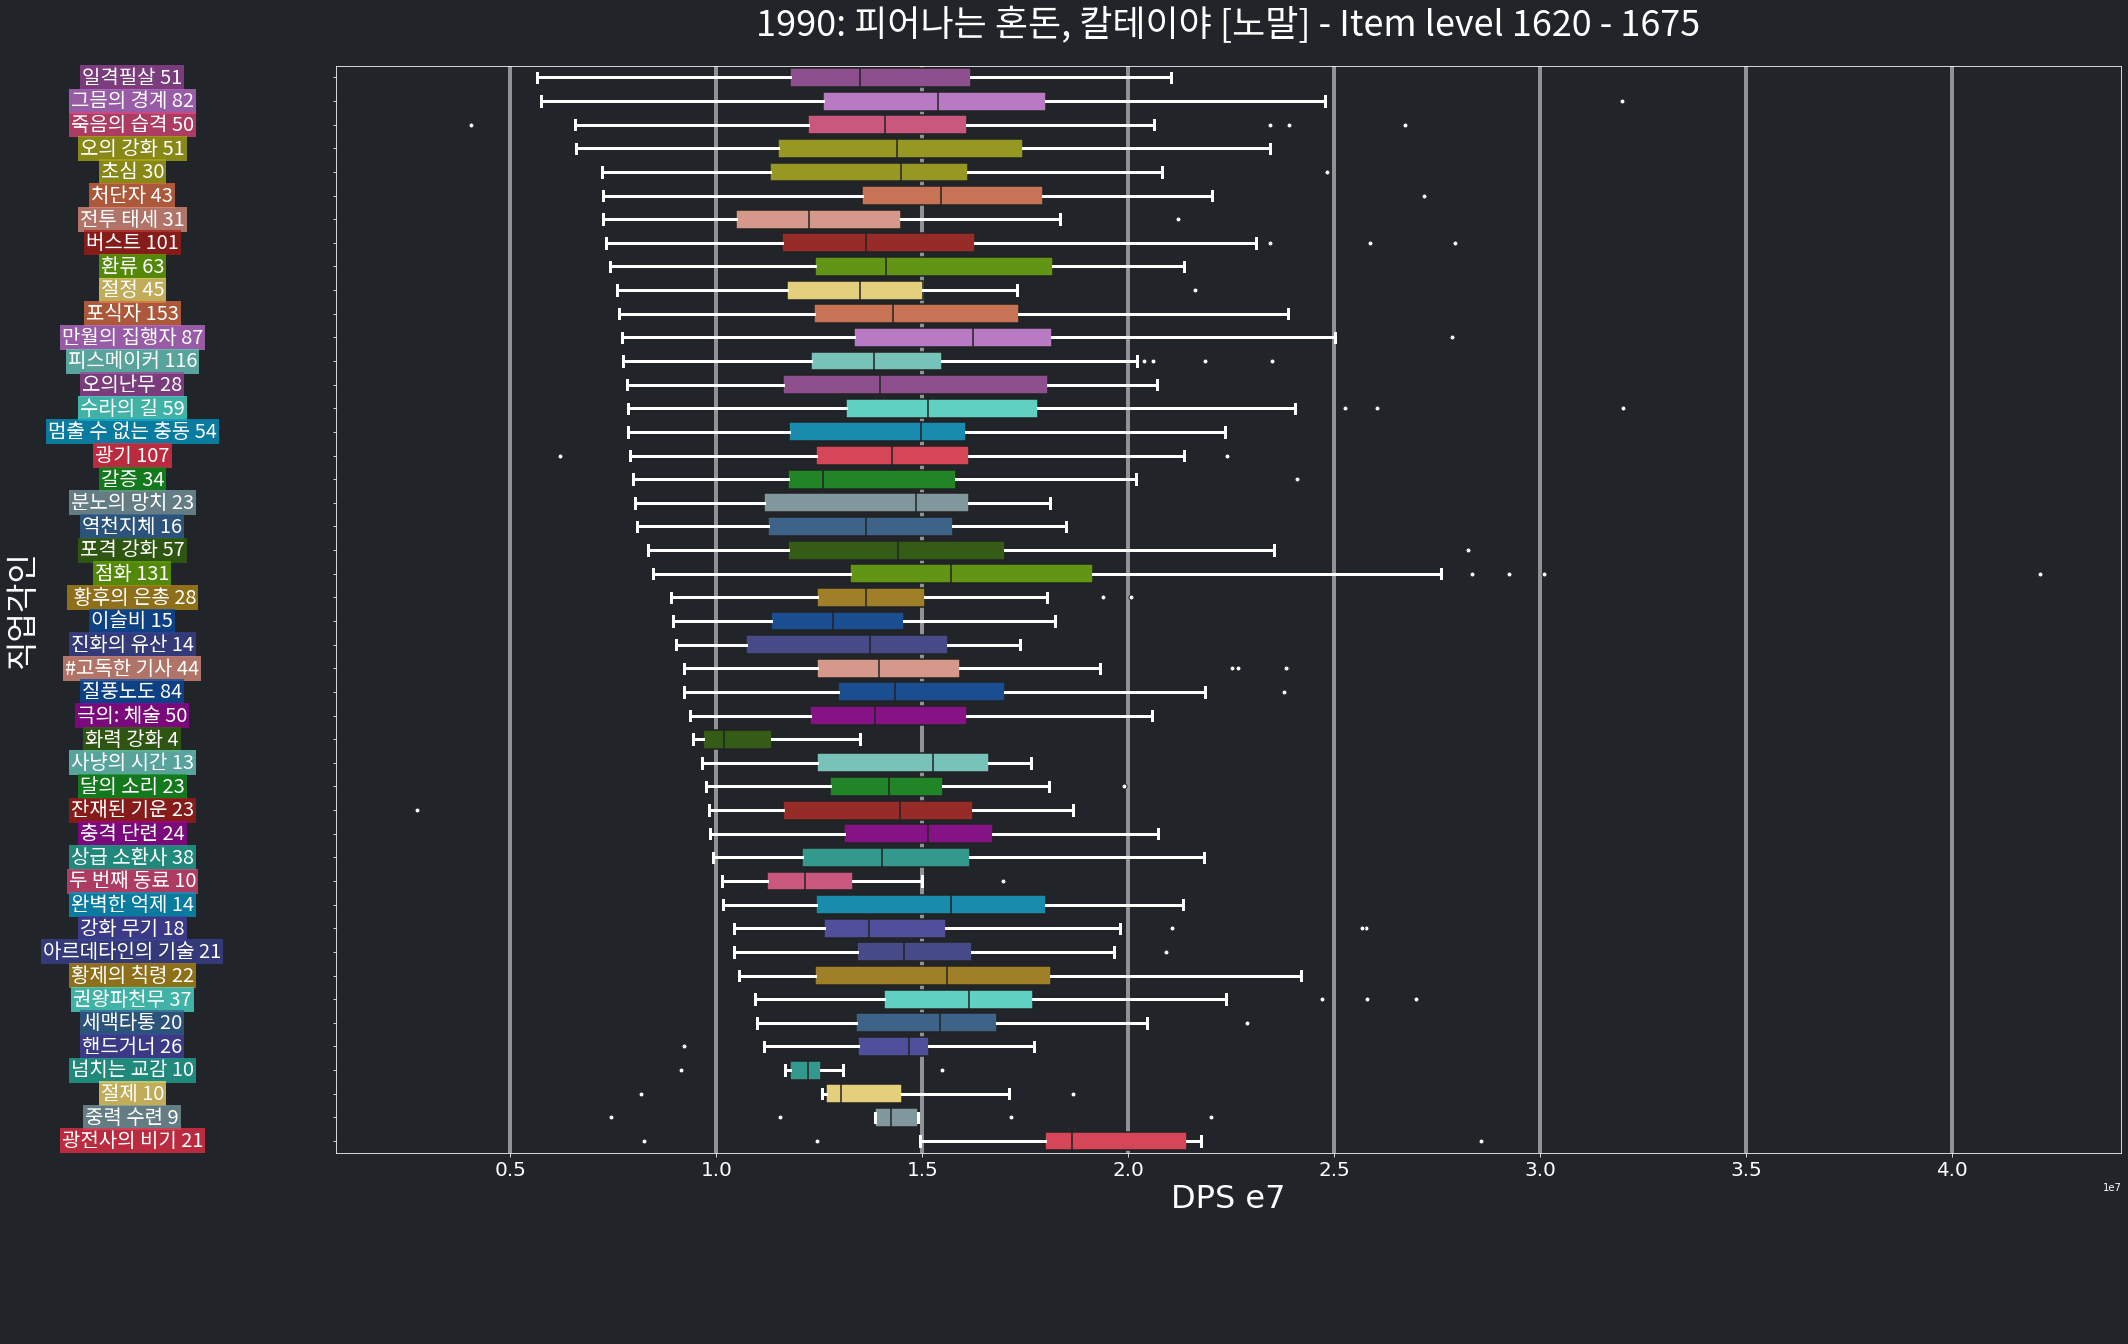 1990: 피어나는 혼돈, 칼테이야 [노말] - Item level 1620 - 1675
직업각인
일격필살 51
그믐의 경계 82
죽음의 습격 50
오의 강화 51
초심 30
처단자 43
전투 태세 31
버스트 101
환류 63
절정 45
포식자 153
만월의 집행자 87
피스메이커 116
오의난무 28
수라의 길 59
멈출 수 없는 충동 54
광기 107
갈증 34
분노의 망치 23
역천지체 16
포격 강화 57
점화 131
황후의 은총 28
이슬비 15
진화의 유산 14
#고독한 기사 44
질풍노도 84
극의: 체술 50
화력 강화 4
사냥의 시간 13
달의 소리 23
잔재된 기운 23
충격 단련 24
상급 소환사 38
두 번째 동료 10
완벽한 억제 14
강화 무기 18
아르데타인의 기술 21
황제의 칙령 22
권왕파천무 37
세맥타통 20
핸드거너 26
넘치는 교감 10
절제 10
중력 수련 9
광전사의 비기 21
0.5 1.0 1.5 2.0 2.5 3.0 3.5 4.0
1e7
DPS e7